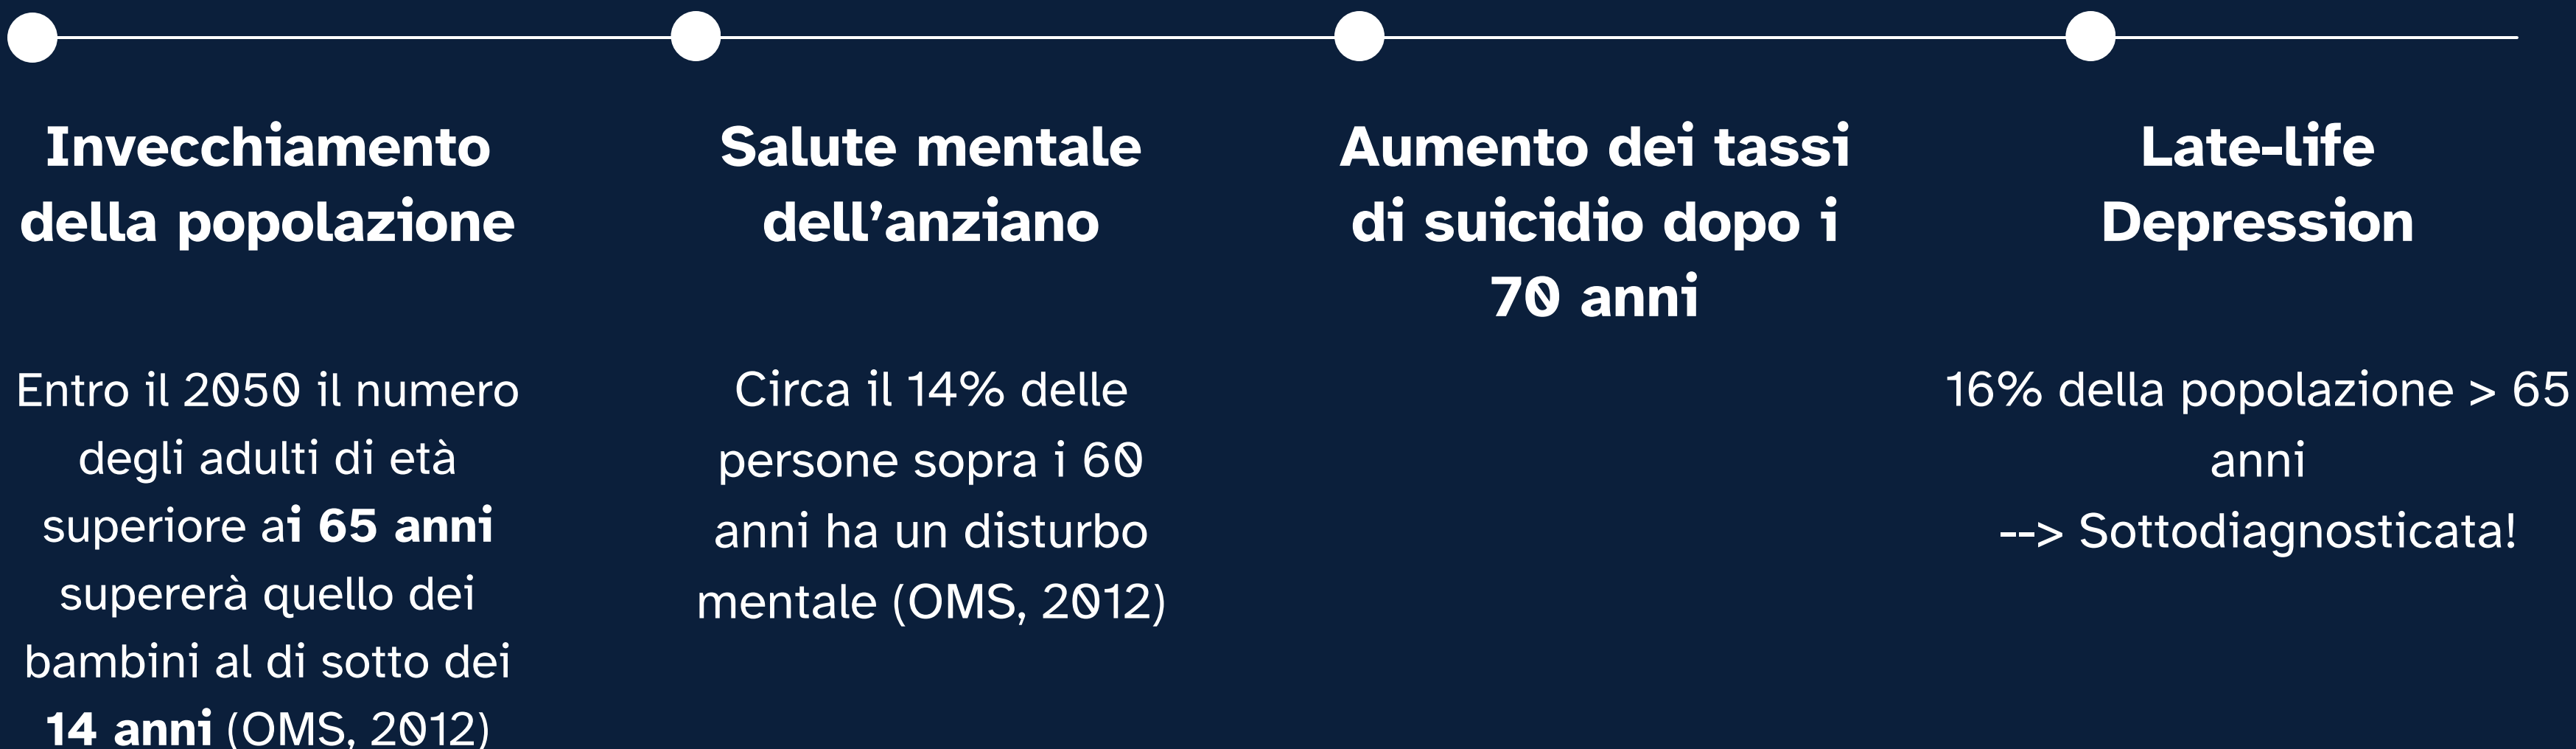 Invecchiamento
della popolazione
Entro il 2050 il numero
degli adulti di età
superiore ai 65 anni
supererà quello dei
bambini al di sotto dei
14 anni (OMS, 2012)
Salute mentale
dell’anziano
Circa il 14% delle
persone sopra i 60
anni ha un disturbo
mentale (OMS, 2012)
Aumento dei tassi
di suicidio dopo i
70 anni
Late-life
Depression
16% della popolazione > 65
anni
--> Sottodiagnosticata!